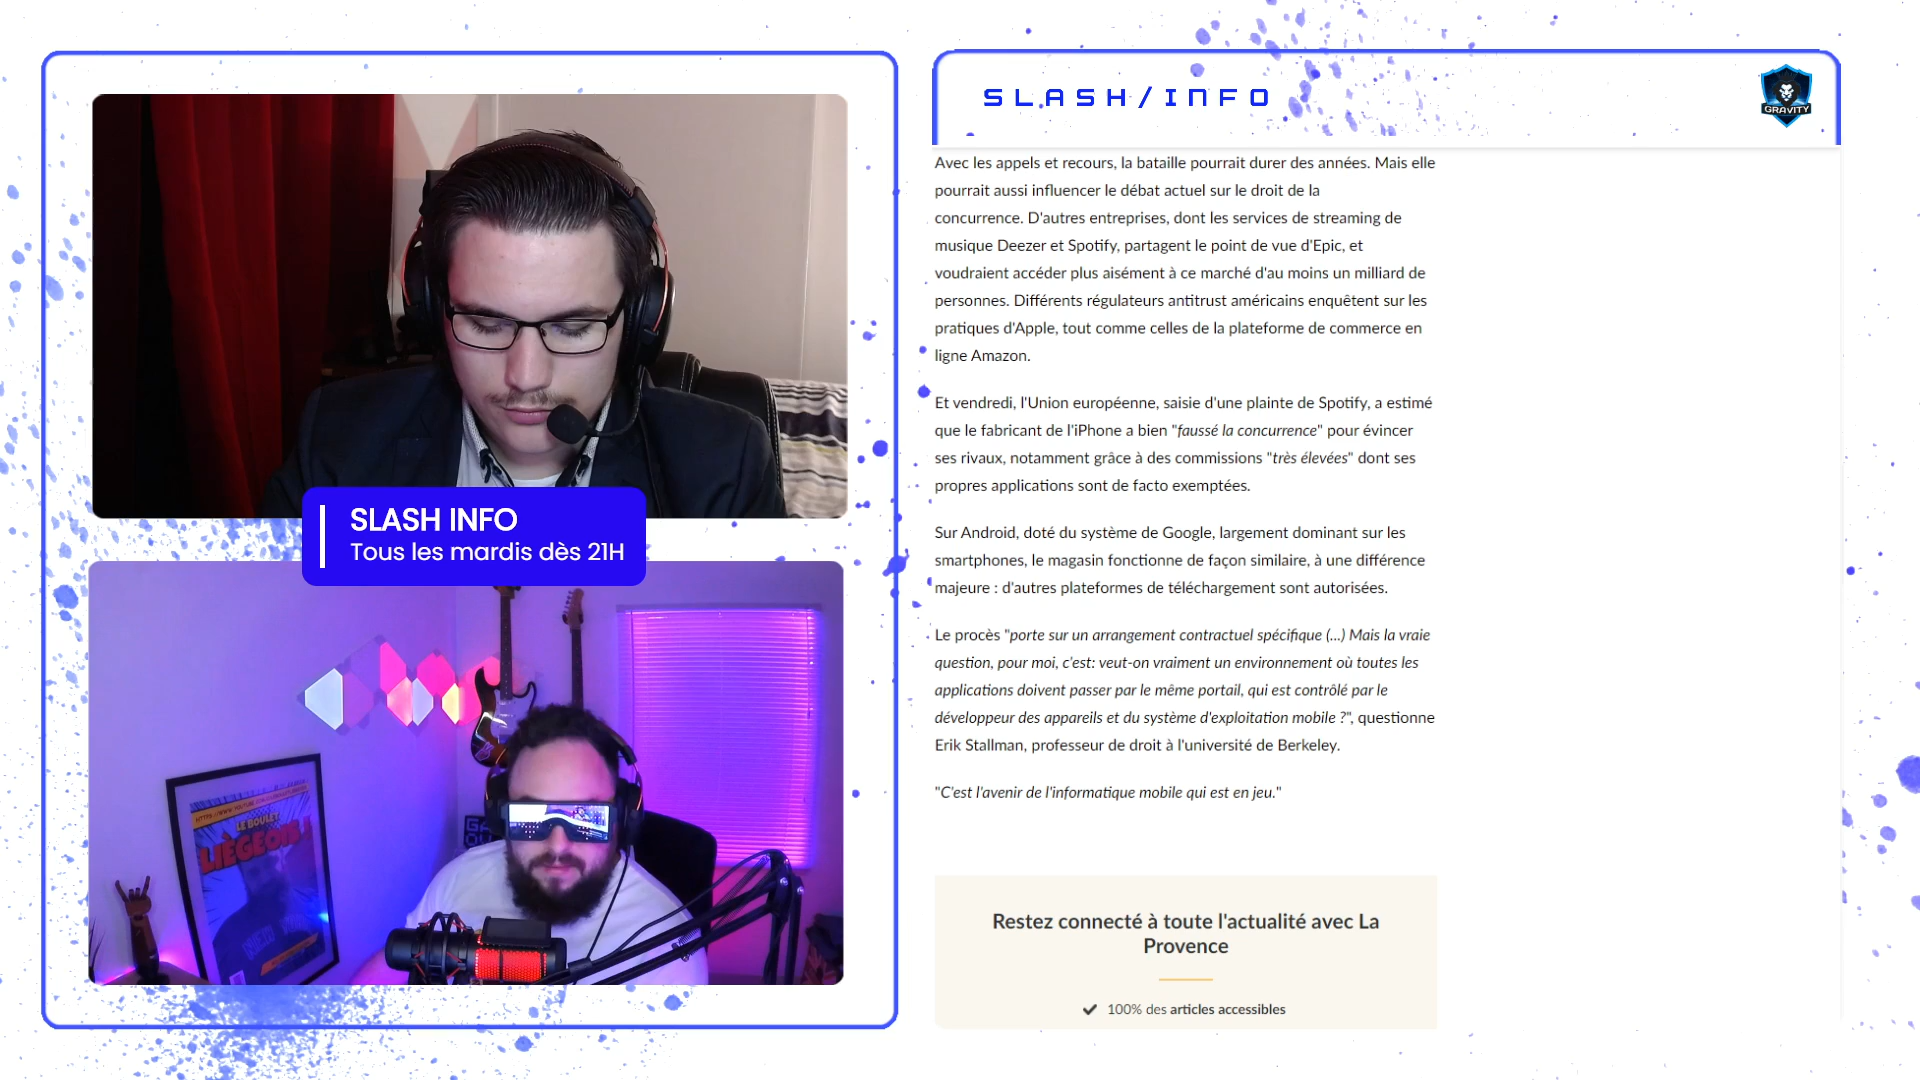 SLASH/INFO
GRAVITY
Avec les appels et recours, la bataille pourrait durer des années. Mais elle
pourrait aussi influencer le débat actuel sur le droit de la
concurrence. D'autres entreprises, dont les services de streaming de
musique Deezer et Spotify, partagent le point de vue d'Epic, et
voudraient accéder plus aisément à ce marché d'au moins un milliard de
personnes. Différents régulateurs antitrust américains enquêtent sur les
pratiques d'Apple, tout comme celles de la plateforme de commerce en
ligne Amazon.
Et vendredi, l'Union européenne, saisie d'une plainte de Spotify, a estimé
que le fabricant de l'iPhone a bien "faussé la concurrence" pour évincer
ses rivaux, notamment grâce à des commissions "très élevées" dont ses
propres applications sont de facto exemptées.
Sur Android, doté du système de Google, largement dominant sur les
smartphones, le magasin fonctionne de façon similaire, à une différence
majeure : d'autres plateformes de téléchargement sont autorisées.
Le procès "porte sur un arrangement contractuel spécifique (...) Mais la vraie
question, pour moi, c'est: veut-on vraiment un environnement où toutes les
applications doivent passer par le même portail, qui est contrôlé par le
développeur des appareils et du système d'exploitation mobile ?", questionne
Erik Stallman, professeur de droit à l'université de Berkeley.
"C'est l'avenir de l'informatique mobile qui est en jeu."
Restez connecté à toute l'actualité avec La
Provence
100% des articles accessibles
SLASH INFO
Tous les mardis dès 21H
LE BOULET
LIÉGEOIS !